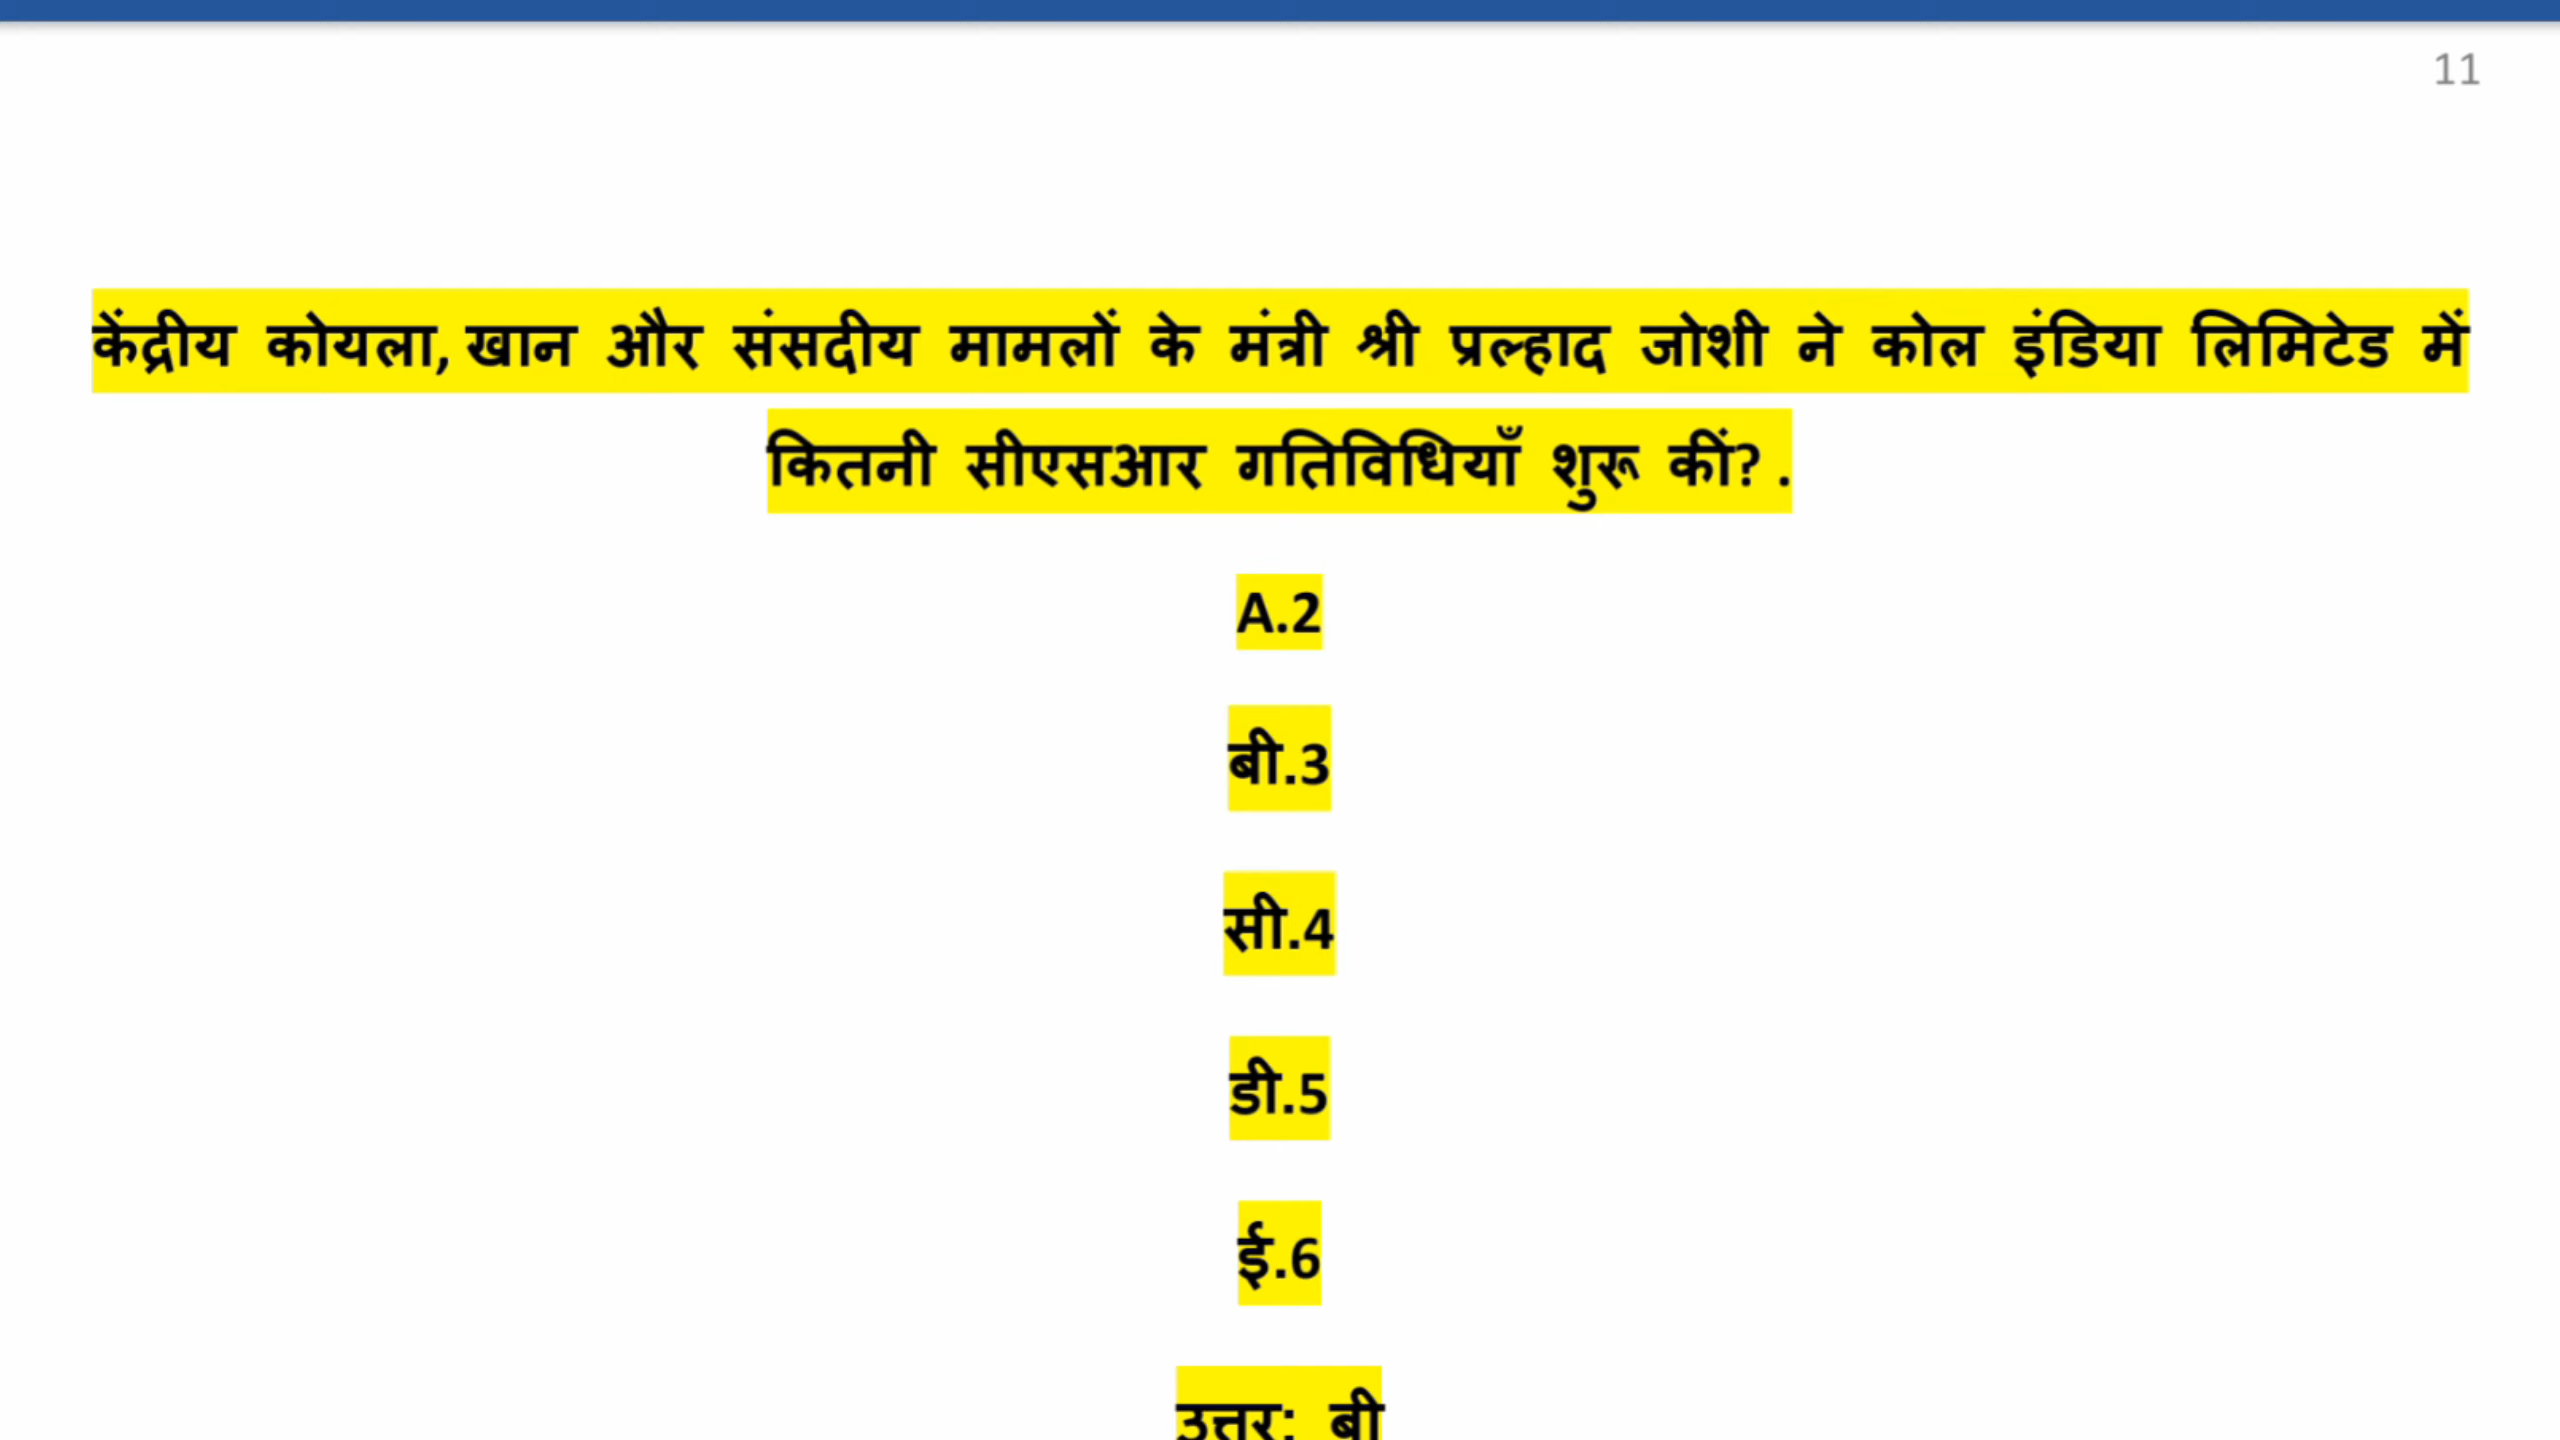 11
केंद्रीय कोयला, खान और संसदीय मामलों के मंत्री श्री प्रल्हाद जोशी ने कोल इंडिया लिमिटेड में
कितनी सीएसआर गतिविधियाँ शुरू कीं? .
A.2
बी.3
सी.4
डी.5
ई.6
उत्तर: बी